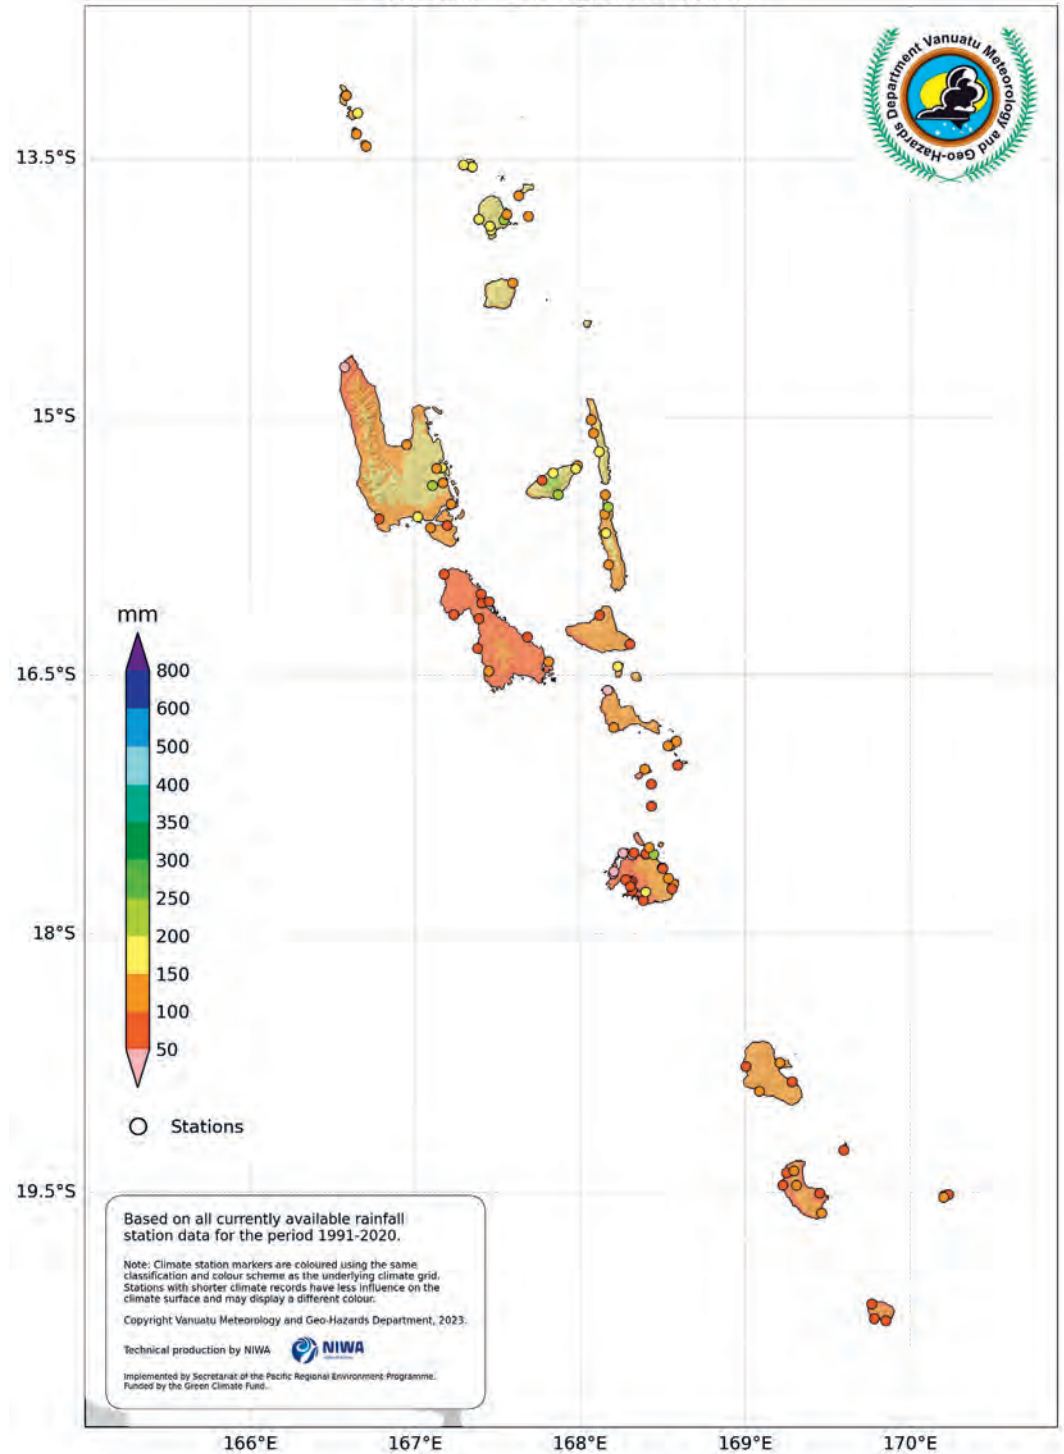 Vanuatu Meteorology and Geo-Hazards Department
13.5°S
15°S
mm
16.5°S
800
600
500
400
350
300
250
200
150
100
50
18°S
Stations
19.5°S
Based on all currently available rainfall
station data for the period 1991-2020.
Note: Climate station markers are coloured using the same
classification and colour scheme as the underlying climate grid.
Stations with shorter climate records have less influence on the
climate surface and may display a different colour.
Copyright Vanuatu Meteorology and Geo-Hazards Department, 2023.
Technical production by NIWA
NIWA
Implemented by Secretariat of the Pacific Regional Environment Programme.
Funded by the Green Climate Fund.
166°E 167°E 168°E 169°E 170°E